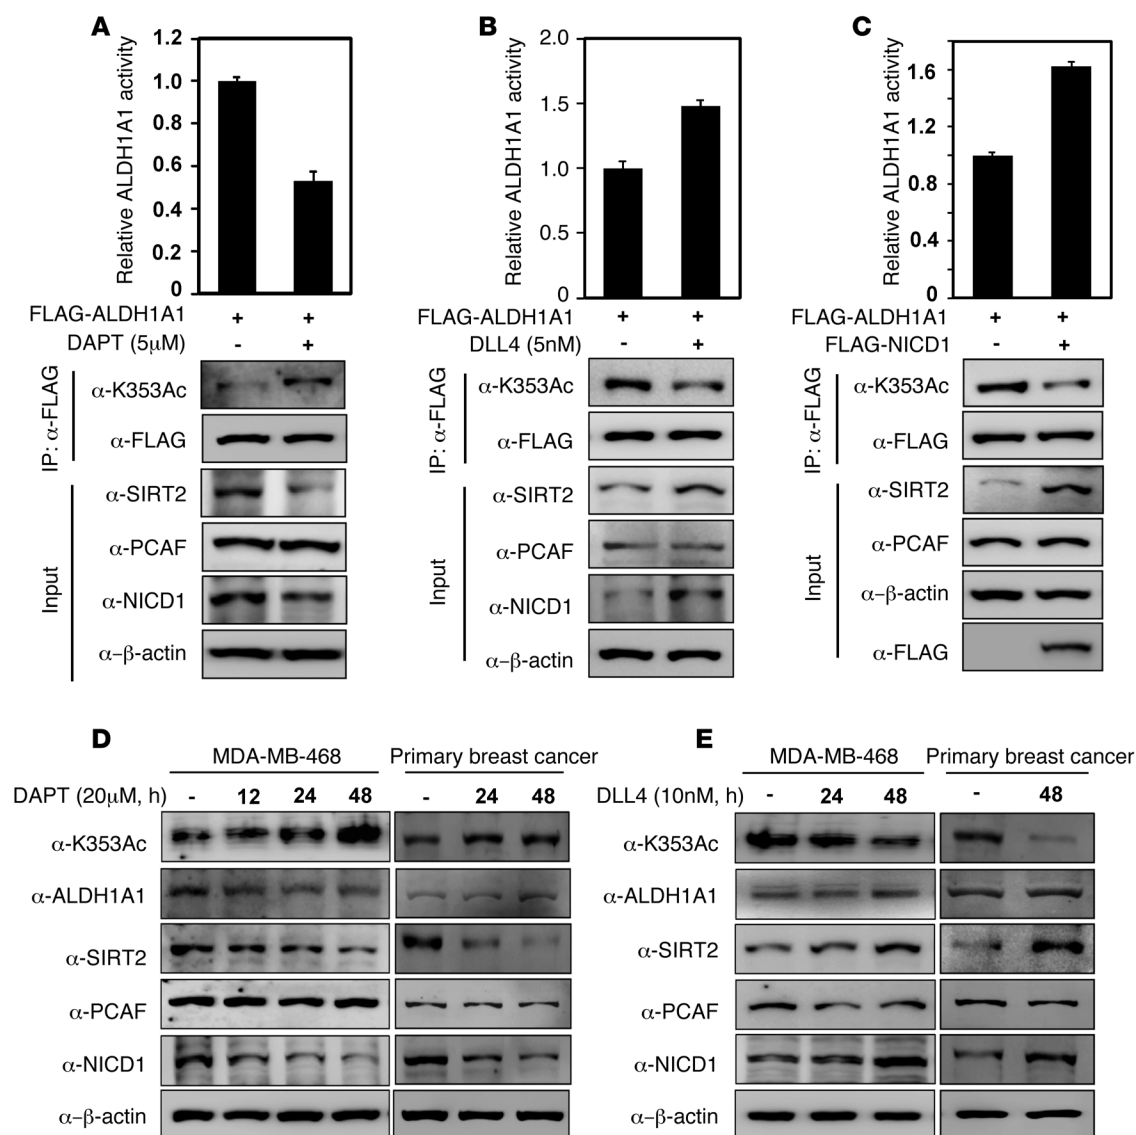 A
1.2
1.0
0.8
0.6
0.4
0.2
0
Relative ALDH1A1 activity
FLAG-ALDH1A1 + +
DAPT (5μM) - +
IP: α-FLAG
α-K353Ac
α-FLAG
Input
α-SIRT2
α-PCAF
α-NICD1
α–β-actin
B
2.0
1.5
1.0
0.5
0
Relative ALDH1A1 activity
FLAG-ALDH1A1 + +
DLL4 (5nM) - +
IP: α-FLAG
α-K353Ac
α-FLAG
Input
α-SIRT2
α-PCAF
α-NICD1
α–β-actin
C
1.6
1.2
0.8
0.4
0
Relative ALDH1A1 activity
FLAG-ALDH1A1 + +
FLAG-NICD1 - +
IP: α-FLAG
α-K353Ac
α-FLAG
Input
α-SIRT2
α-PCAF
α–β-actin
α-FLAG
D
MDA-MB-468 Primary breast cancer
DAPT (20μM, h) - 12 24 48 - 24 48
α-K353Ac
α-ALDH1A1
α-SIRT2
α-PCAF
α-NICD1
α–β-actin
E
MDA-MB-468 Primary breast cancer
DLL4 (10nM, h) - 24 48 - 48
α-K353Ac
α-ALDH1A1
α-SIRT2
α-PCAF
α-NICD1
α–β-actin